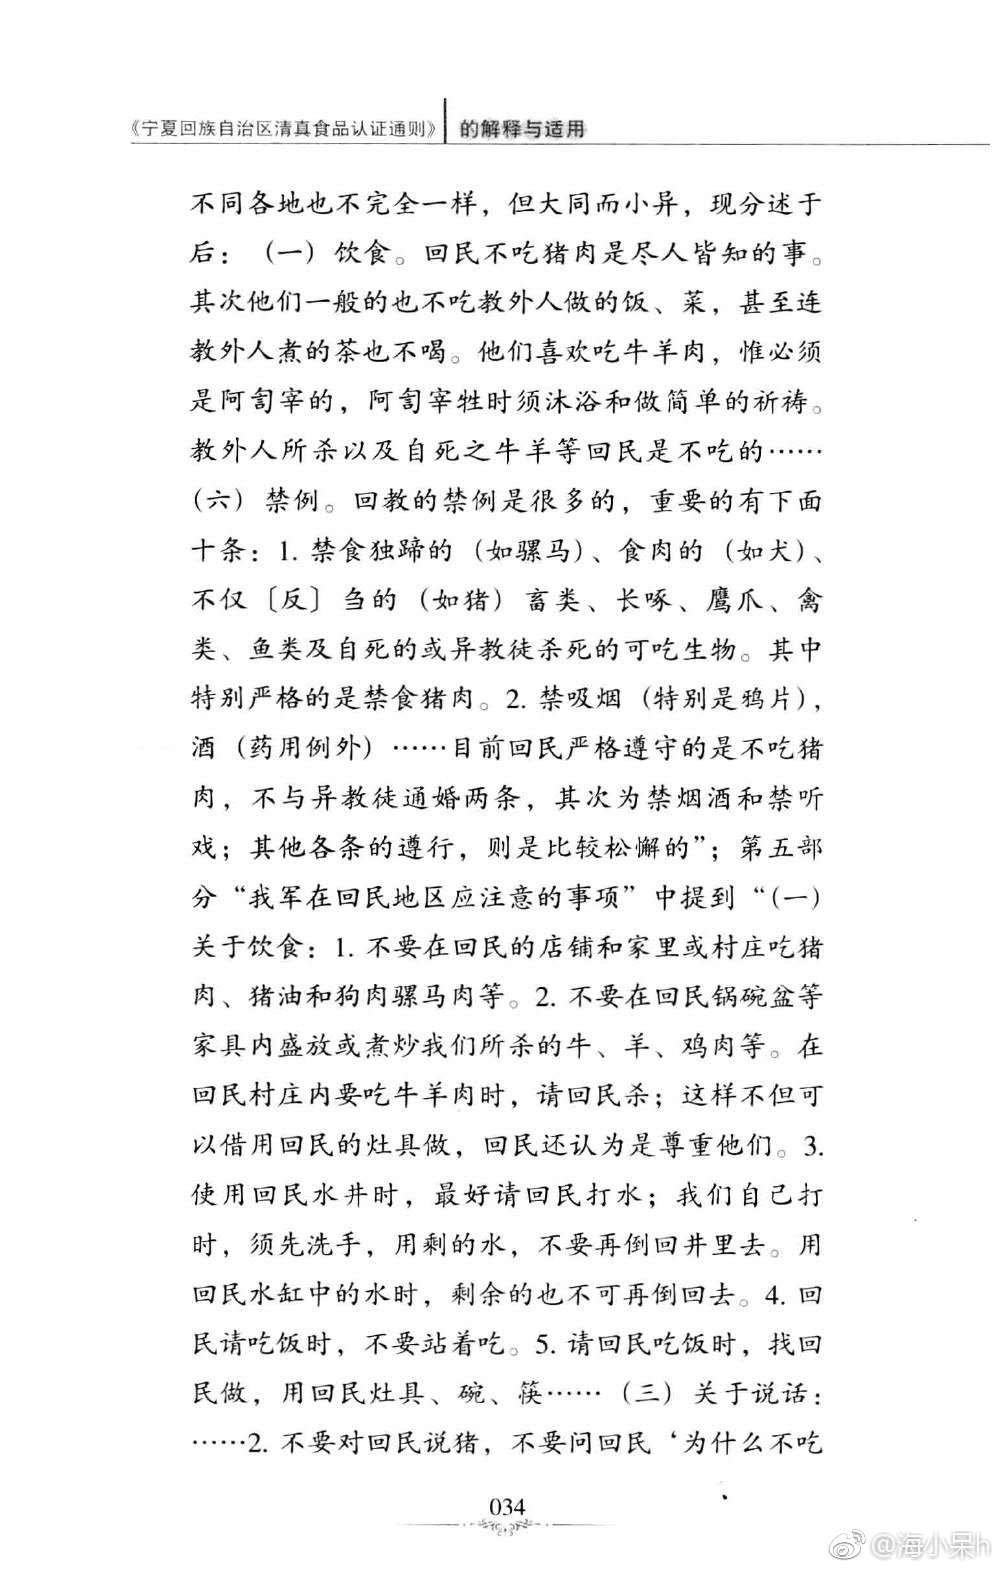 《宁夏回族自治区清真食品认证通则》 的解释与适用
不同各地也不完全一样，但大同而小异，现分述于
后：（一）饮食。回民不吃猪肉是尽人皆知的事。
其次他们一般的也不吃教外人做的饭、菜，甚至连
教外人煮的茶也不喝。他们喜欢吃牛羊肉，惟必须
是阿訇宰的，阿訇宰牲时须沐浴和做简单的祈祷。
教外人所杀以及自死之牛羊等回民是不吃的……
（六）禁例。回教的禁例是很多的，重要的有下面
十条：1. 禁食独蹄的（如骡马）、食肉的（如犬）、
不仅〔反〕刍的（如猪）畜类、长啄、鹰爪、禽
类、鱼类及自死的或异教徒杀死的可吃生物。其中
特别严格的是禁食猪肉。2. 禁吸烟（特别是鸦片），
酒（药用例外）……目前回民严格遵守的是不吃猪
肉，不与异教徒通婚两条，其次为禁烟酒和禁听
戏；其他各条的遵行，则是比较松懈的”；第五部
分“我军在回民地区应注意的事项”中提到“（一）
关于饮食：1. 不要在回民的店铺和家里或村庄吃猪
肉、猪油和狗肉骡马肉等。2. 不要在回民锅碗盆等
家具内盛放或煮炒我们所杀的牛、羊、鸡肉等。在
回民村庄内要吃牛羊肉时，请回民杀；这样不但可
以借用回民的灶具做，回民还认为是尊重他们。3.
使用回民水井时，最好请回民打水；我们自己打
时，须先洗手，用剩的水，不要再倒回井里去。用
回民水缸中的水时，剩余的也不可再倒回去。4. 回
民请吃饭时，不要站着吃。5. 请回民吃饭时，找回
民做，用回民灶具、碗、筷……（三）关于说话：
……2. 不要对回民说猪，不要问回民‘为什么不吃
034
@海小呆h